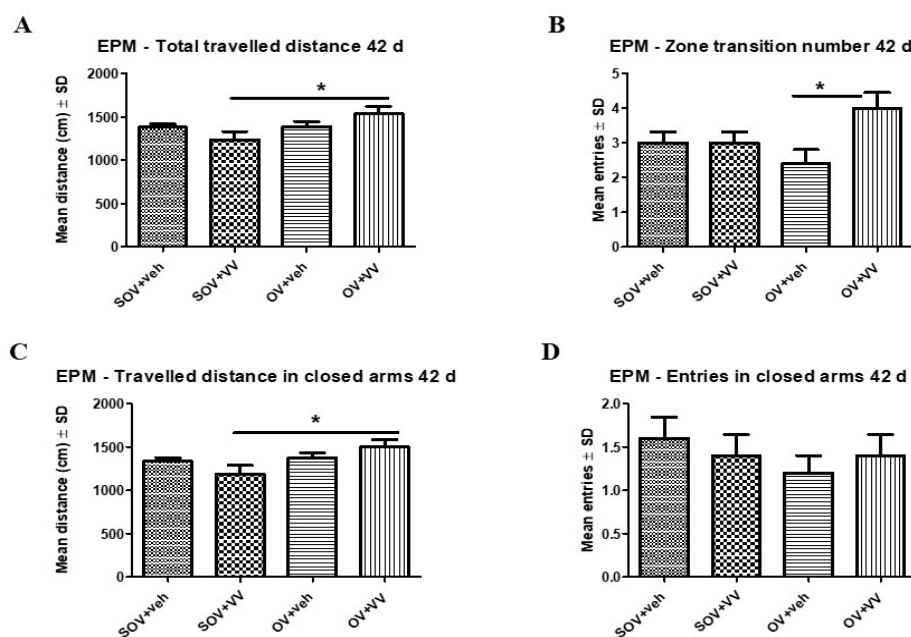 A
EPM - Total travelled distance 42 d
Mean distance (cm) ± SD
2000
1500
1000
500
0
*
SOV+veh
SOV+VV
OV+veh
OV+VV
B
EPM - Zone transition number 42 d
Mean entries ± SD
5
4
3
2
1
0
*
SOV+veh
SOV+VV
OV+veh
OV+VV
C
EPM - Travelled distance in closed arms 42 d
Mean distance (cm) ± SD
2000
1500
1000
500
0
*
SOV+veh
SOV+VV
OV+veh
OV+VV
D
EPM - Entries in closed arms 42 d
Mean entries ± SD
2.0
1.5
1.0
0.5
0.0
SOV+veh
SOV+VV
OV+veh
OV+VV